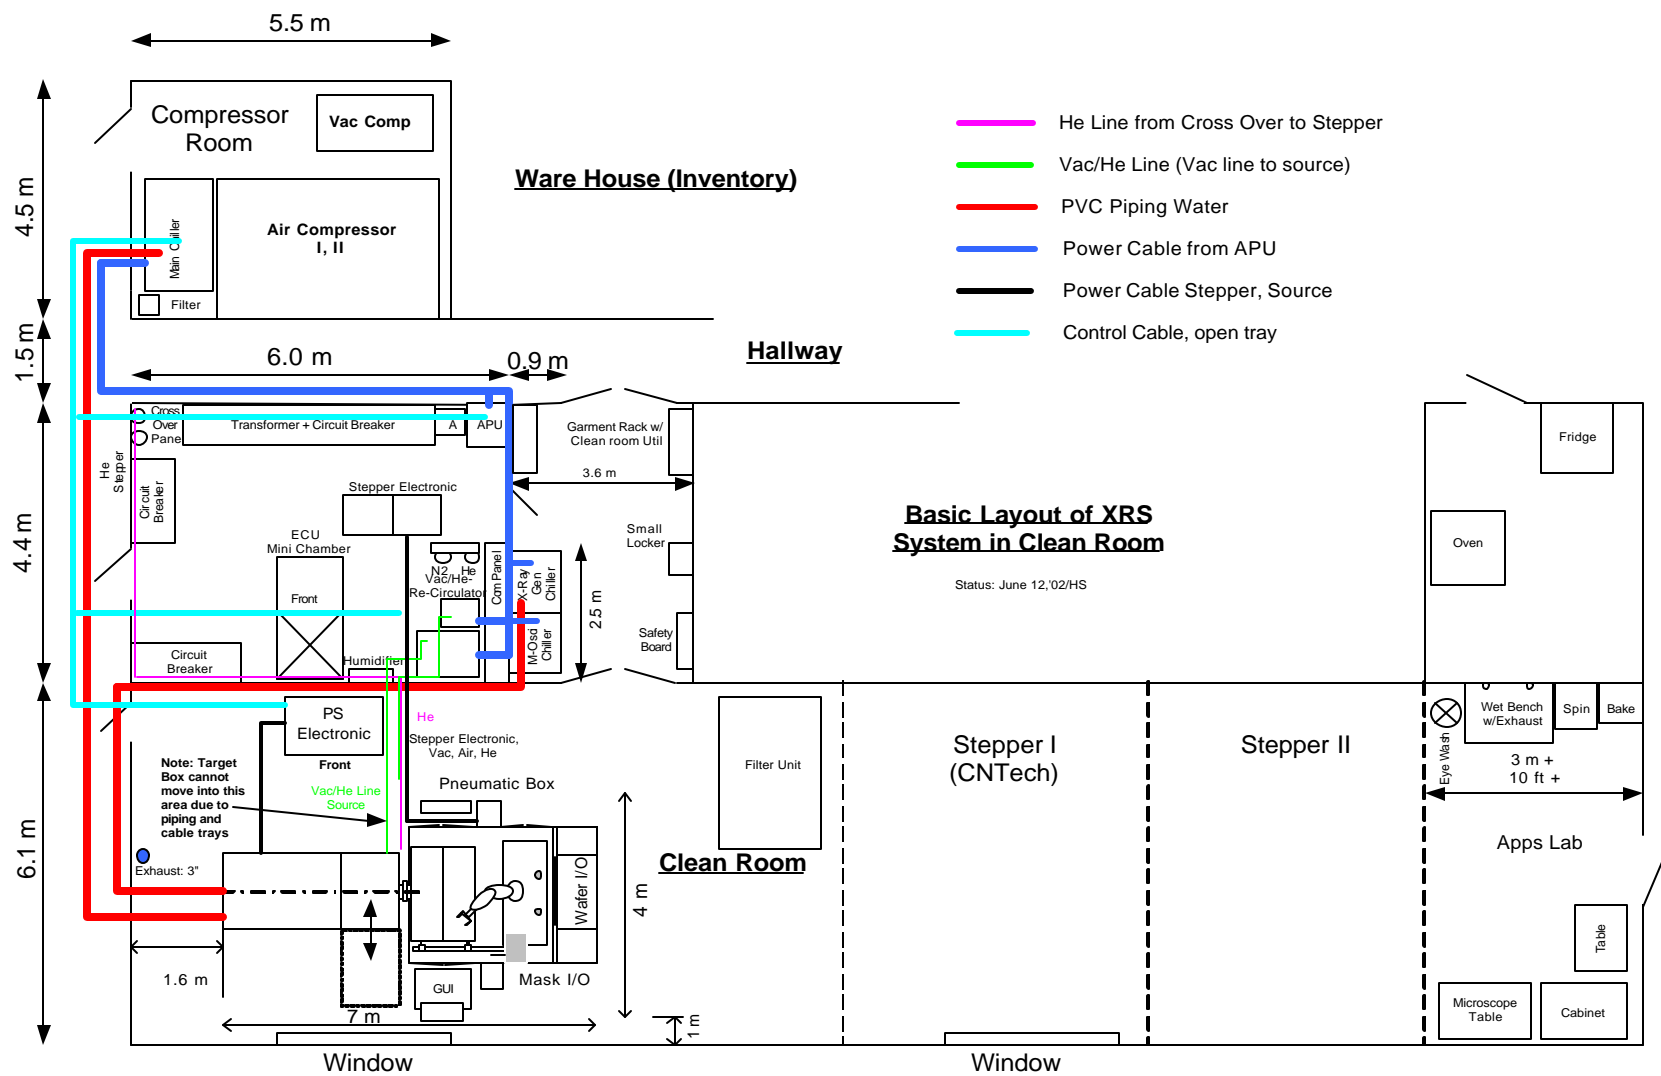 5.5 m
Compressor
Room
Vac Comp
He Line from Cross Over to Stepper
Vac/He Line (Vac line to source)
Ware House (Inventory)
4.5 m
Main Chiller
Air Compressor
I, II
PVC Piping Water
Power Cable from APU
Filter
Power Cable Stepper, Source
Control Cable, open tray
1.5 m
6.0 m
0.9 m
Hallway
Cross
Over
Panel
Transformer + Circuit Breaker
A
APU
Garment Rack w/
Clean room Util
Fridge
He
Stepper
Circuit
Breaker
3.6 m
Stepper Electronic
4.4 m
ECU
Mini Chamber
Small
Locker
Basic Layout of XRS
System in Clean Room
Status: June 12,'02/HS
Oven
N2 He
Vac/He-
Re-Circulator
Com Panel
X-Ray
Gen
Chiller
2.5 m
Front
M-Osci
Chiller
Safety
Board
Circuit
Breaker
Humidifier
PS
Electronic
Front
He
Stepper Electronic,
Vac, Air, He
Wet Bench
w/Exhaust
Spin
Bake
Eye Wash
3 m +
10 ft +
Stepper I
(CNTech)
Stepper II
Filter Unit
Note: Target
Box cannot
move into this
area due to
piping and
cable trays
Vac/He Line
Source
Pneumatic Box
6.1 m
Exhaust: 3"
Clean Room
Apps Lab
Wafer I/O
4 m
Table
1.6 m
GUI
Mask I/O
7 m
1 m
Microscope
Table
Cabinet
Window
Window